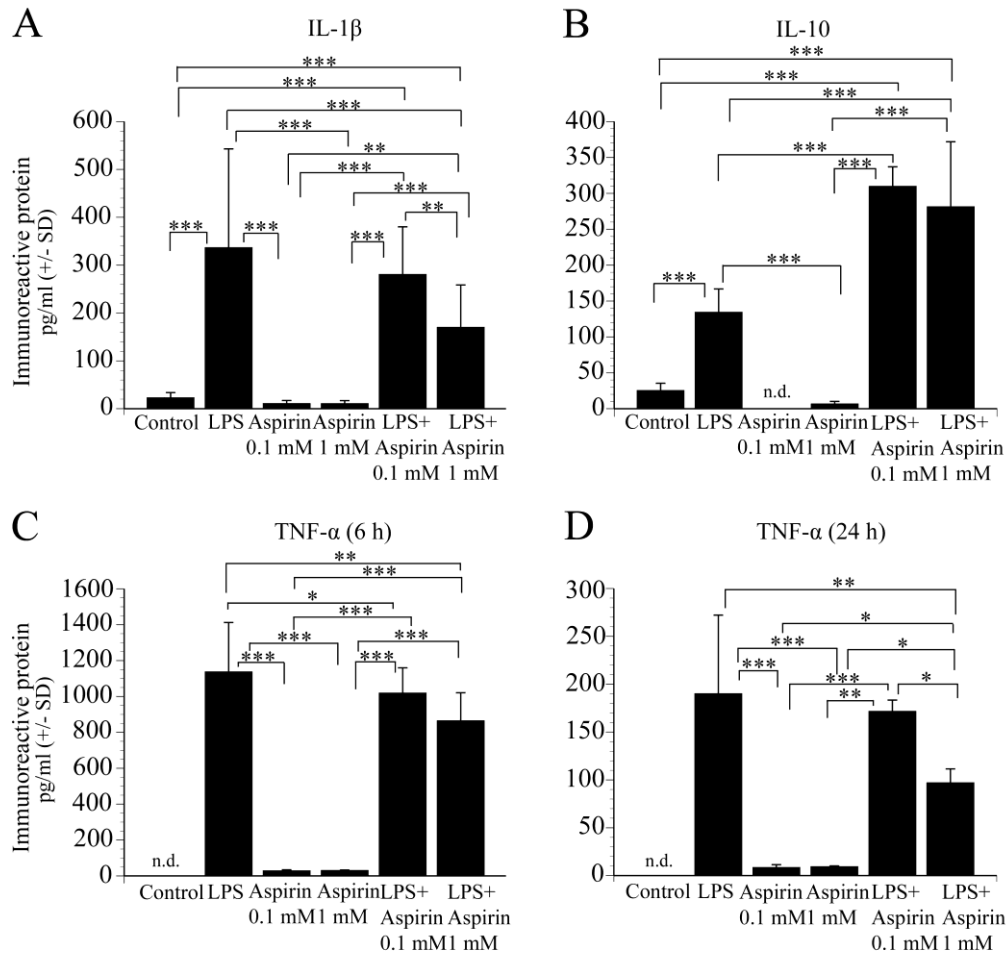 A
IL-1β
***
***
***
***
**
***
***
**
***
***
***
Immunoreactive protein
pg/ml (+/- SD)
600
500
400
300
200
100
0
Control LPS Aspirin Aspirin LPS+ LPS+
0.1 mM 1 mM Aspirin Aspirin
0.1 mM 1 mM
B
IL-10
***
***
***
***
***
***
***
***
400
350
300
250
200
150
100
50
0
n.d.
Control LPS Aspirin Aspirin LPS+ LPS+
0.1 mM 1 mM Aspirin Aspirin
0.1 mM 1 mM
C
TNF-α (6 h)
**
***
*
***
***
***
***
***
Immunoreactive protein
pg/ml (+/- SD)
1600
1400
1200
1000
800
600
400
200
0
n.d.
Control LPS Aspirin Aspirin LPS+ LPS+
0.1 mM 1 mM Aspirin Aspirin
0.1 mM 1 mM
D
TNF-α (24 h)
**
*
***
*
***
***
*
**
300
250
200
150
100
50
0
n.d.
Control LPS Aspirin Aspirin LPS+ LPS+
0.1 mM 1 mM Aspirin Aspirin
0.1 mM 1 mM